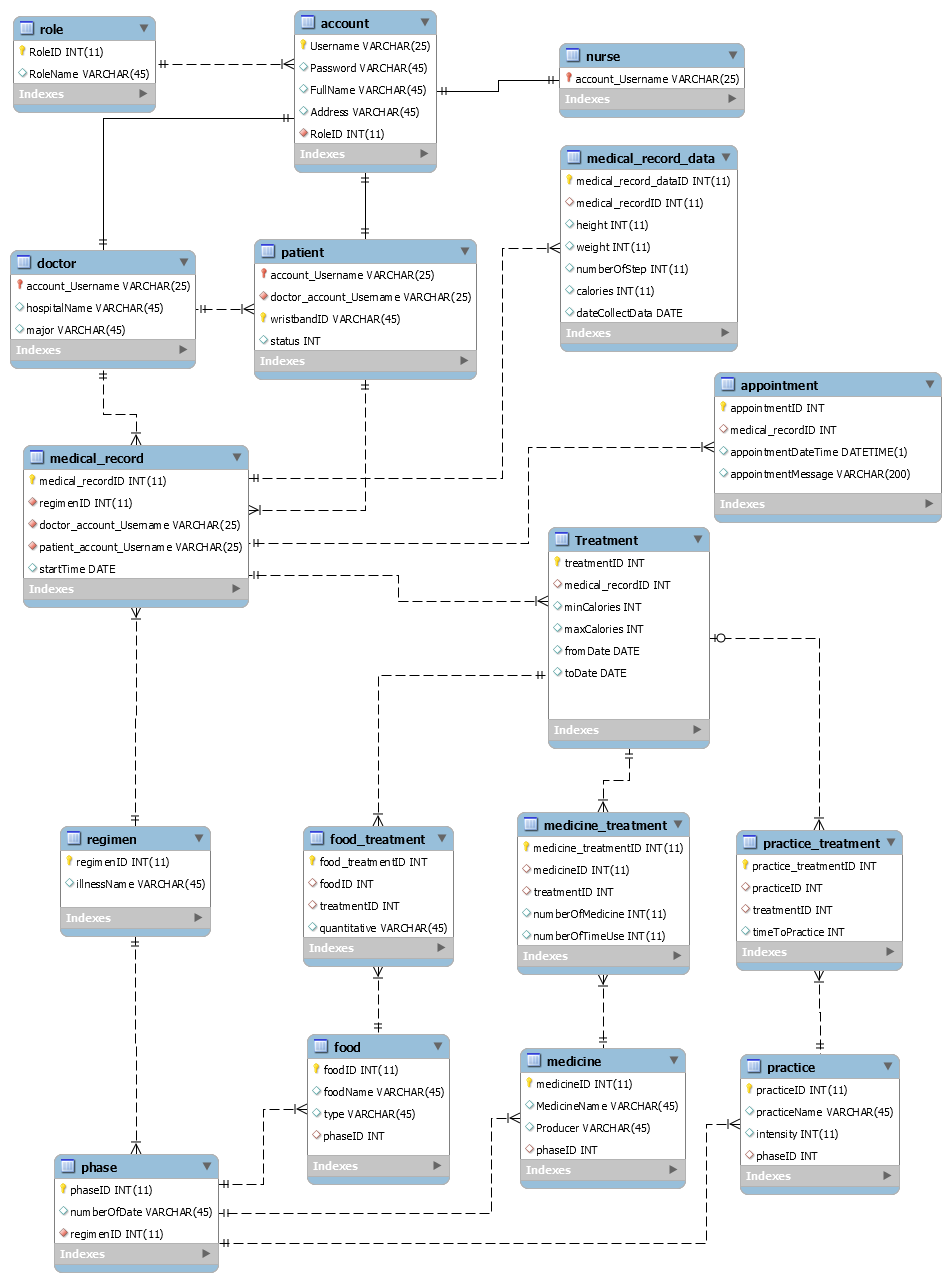 role
RoleID INT(11)
RoleName VARCHAR(45)
Indexes
account
Username VARCHAR(25)
Password VARCHAR(45)
FullName VARCHAR(45)
Address VARCHAR(45)
RoleID INT(11)
Indexes
nurse
account_Username VARCHAR(25)
Indexes
medical_record_data
medical_record_dataID INT(11)
medical_recordID INT(11)
height INT(11)
weight INT(11)
numberOfStep INT(11)
calories INT(11)
dateCollectData DATE
Indexes
doctor
account_Username VARCHAR(25)
hospitalName VARCHAR(45)
major VARCHAR(45)
Indexes
patient
account_Username VARCHAR(25)
doctor_account_Username VARCHAR(25)
wristbandID VARCHAR(45)
status INT
Indexes
appointment
appointmentID INT
medical_recordID INT
appointmentDateTime DATETIME(1)
appointmentMessage VARCHAR(200)
Indexes
medical_record
medical_recordID INT(11)
regimenID INT(11)
doctor_account_Username VARCHAR(25)
patient_account_Username VARCHAR(25)
startTime DATE
Indexes
Treatment
treatmentID INT
medical_recordID INT
minCalories INT
maxCalories INT
fromDate DATE
toDate DATE
Indexes
regimen
regimenID INT(11)
illnessName VARCHAR(45)
Indexes
food_treatment
food_treatmentID INT
foodID INT
treatmentID INT
quantitative VARCHAR(45)
Indexes
medicine_treatment
medicine_treatmentID INT(11)
medicineID INT(11)
treatmentID INT
numberOfMedicine INT(11)
numberOfTimeUse INT(11)
Indexes
practice_treatment
practice_treatmentID INT
practiceID INT
treatmentID INT
timeToPractice INT
Indexes
food
foodID INT(11)
foodName VARCHAR(45)
type VARCHAR(45)
phaseID INT
Indexes
medicine
medicineID INT(11)
MedicineName VARCHAR(45)
Producer VARCHAR(45)
phaseID INT
Indexes
practice
practiceID INT(11)
practiceName VARCHAR(45)
intensity INT(11)
phaseID INT
Indexes
phase
phaseID INT(11)
numberOfDate VARCHAR(45)
regimenID INT(11)
Indexes